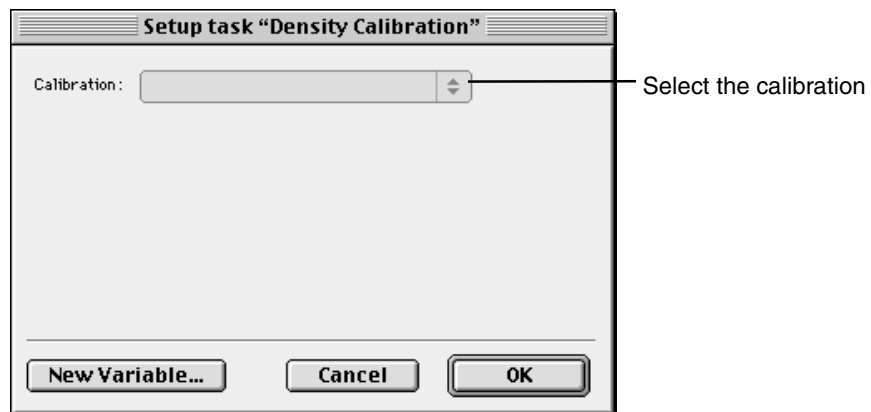 Setup task “Density Calibration”
Calibration:
Select the calibration
New Variable...
Cancel
OK